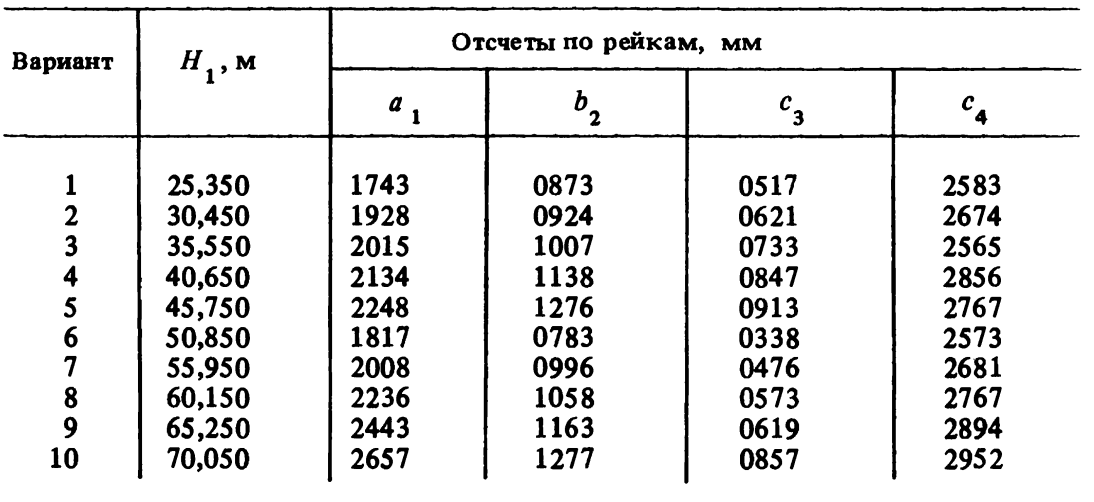 Вариант H₁, м Отсчеты по рейкам, мм
a₁ b₂ c₃ c₄
1 25,350 1743 0873 0517 2583
2 30,450 1928 0924 0621 2674
3 35,550 2015 1007 0733 2565
4 40,650 2134 1138 0847 2856
5 45,750 2248 1276 0913 2767
6 50,850 1817 0783 0338 2573
7 55,950 2008 0996 0476 2681
8 60,150 2236 1058 0573 2767
9 65,250 2443 1163 0619 2894
10 70,050 2657 1277 0857 2952